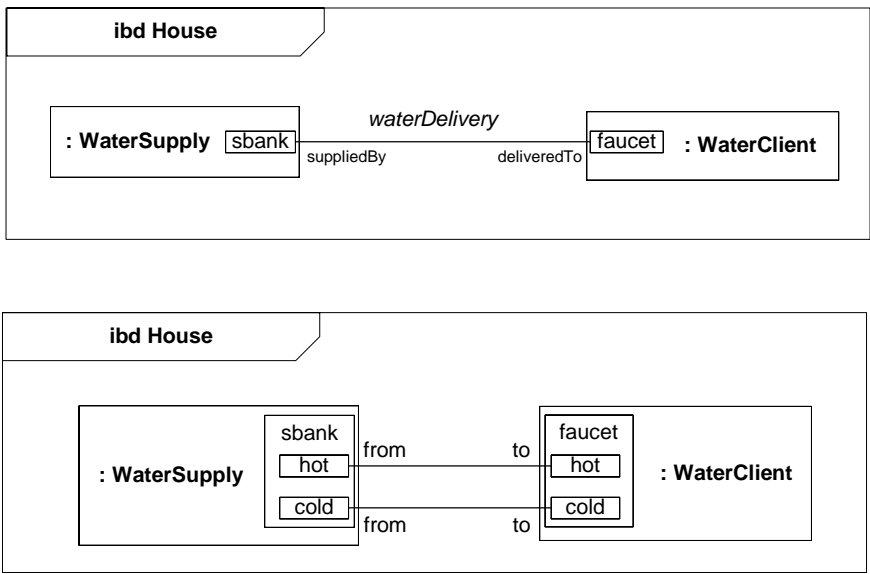 ibd House
waterDelivery
: WaterSupply sbank faucet : WaterClient
suppliedBy deliveredTo
ibd House
sbank faucet
from to
hot hot
: WaterSupply : WaterClient
cold cold
from to